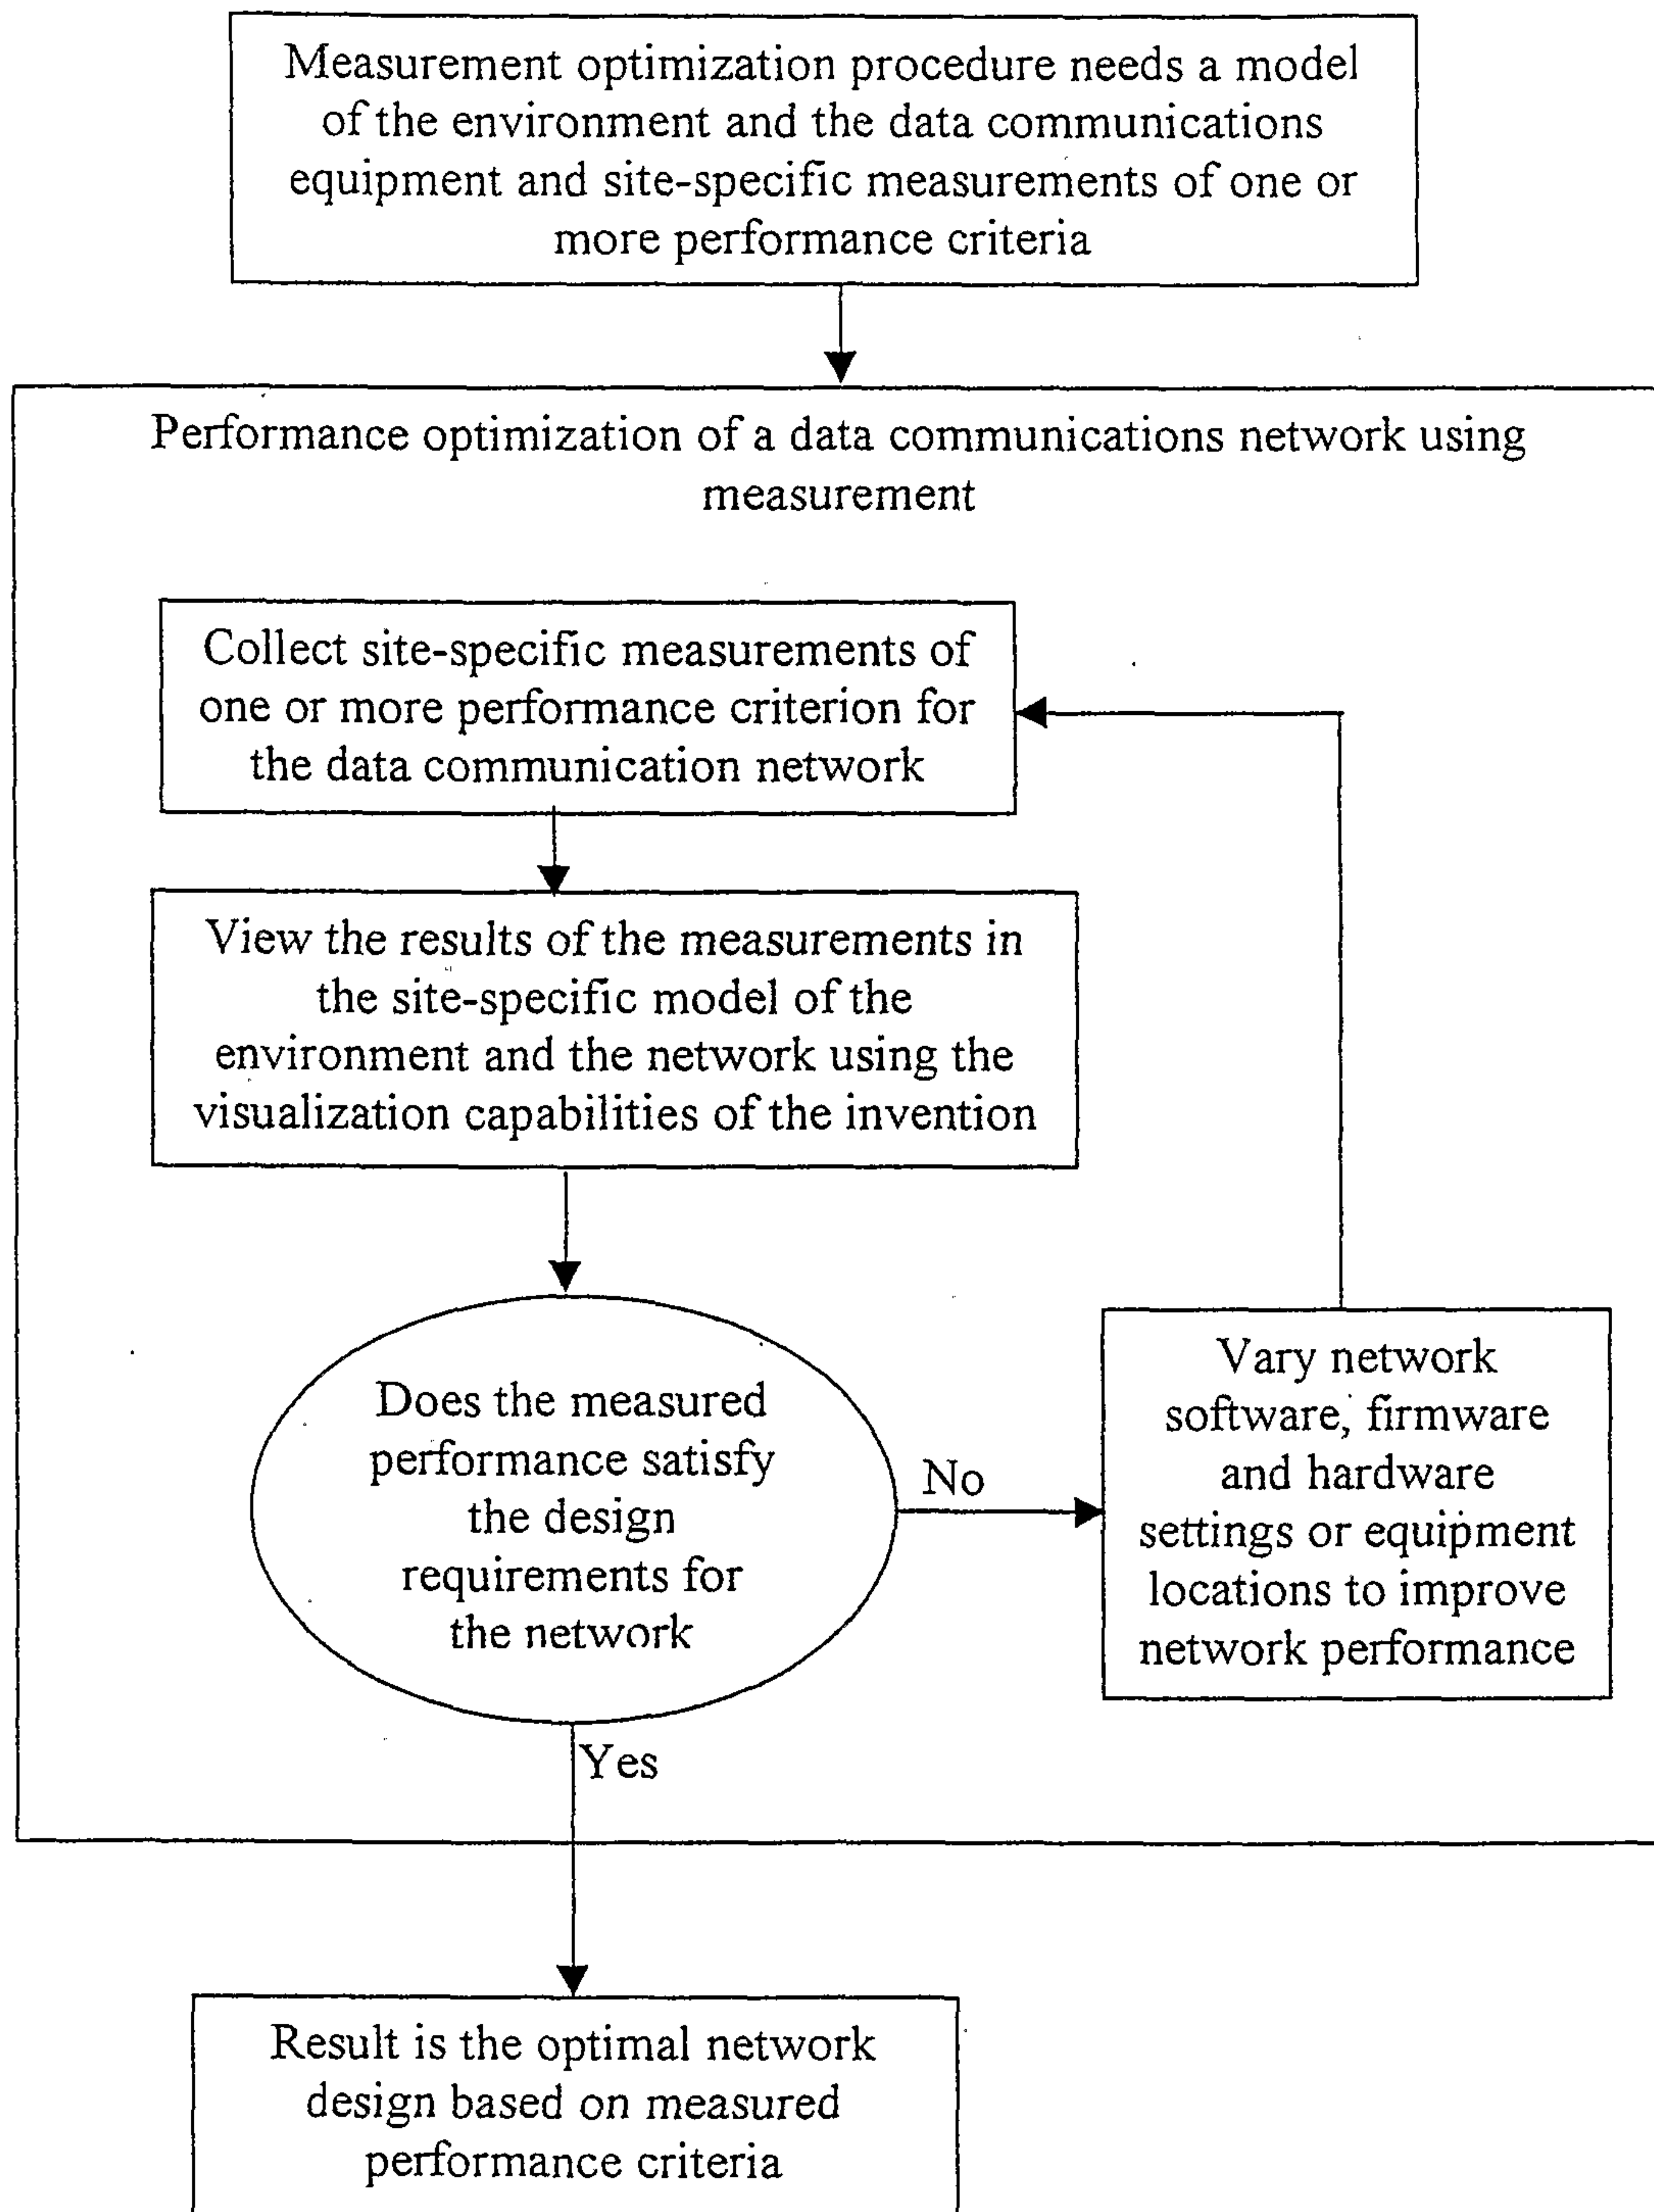 Measurement optimization procedure needs a model
of the environment and the data communications
equipment and site-specific measurements of one or
more performance criteria
Performance optimization of a data communications network using
measurement
Collect site-specific measurements of
one or more performance criterion for
the data communication network
View the results of the measurements in
the site-specific model of the
environment and the network using the
visualization capabilities of the invention
Does the measured
performance satisfy
the design
requirements for
the network
No
Vary network
software, firmware
and hardware
settings or equipment
locations to improve
network performance
Yes
Result is the optimal network
design based on measured
performance criteria